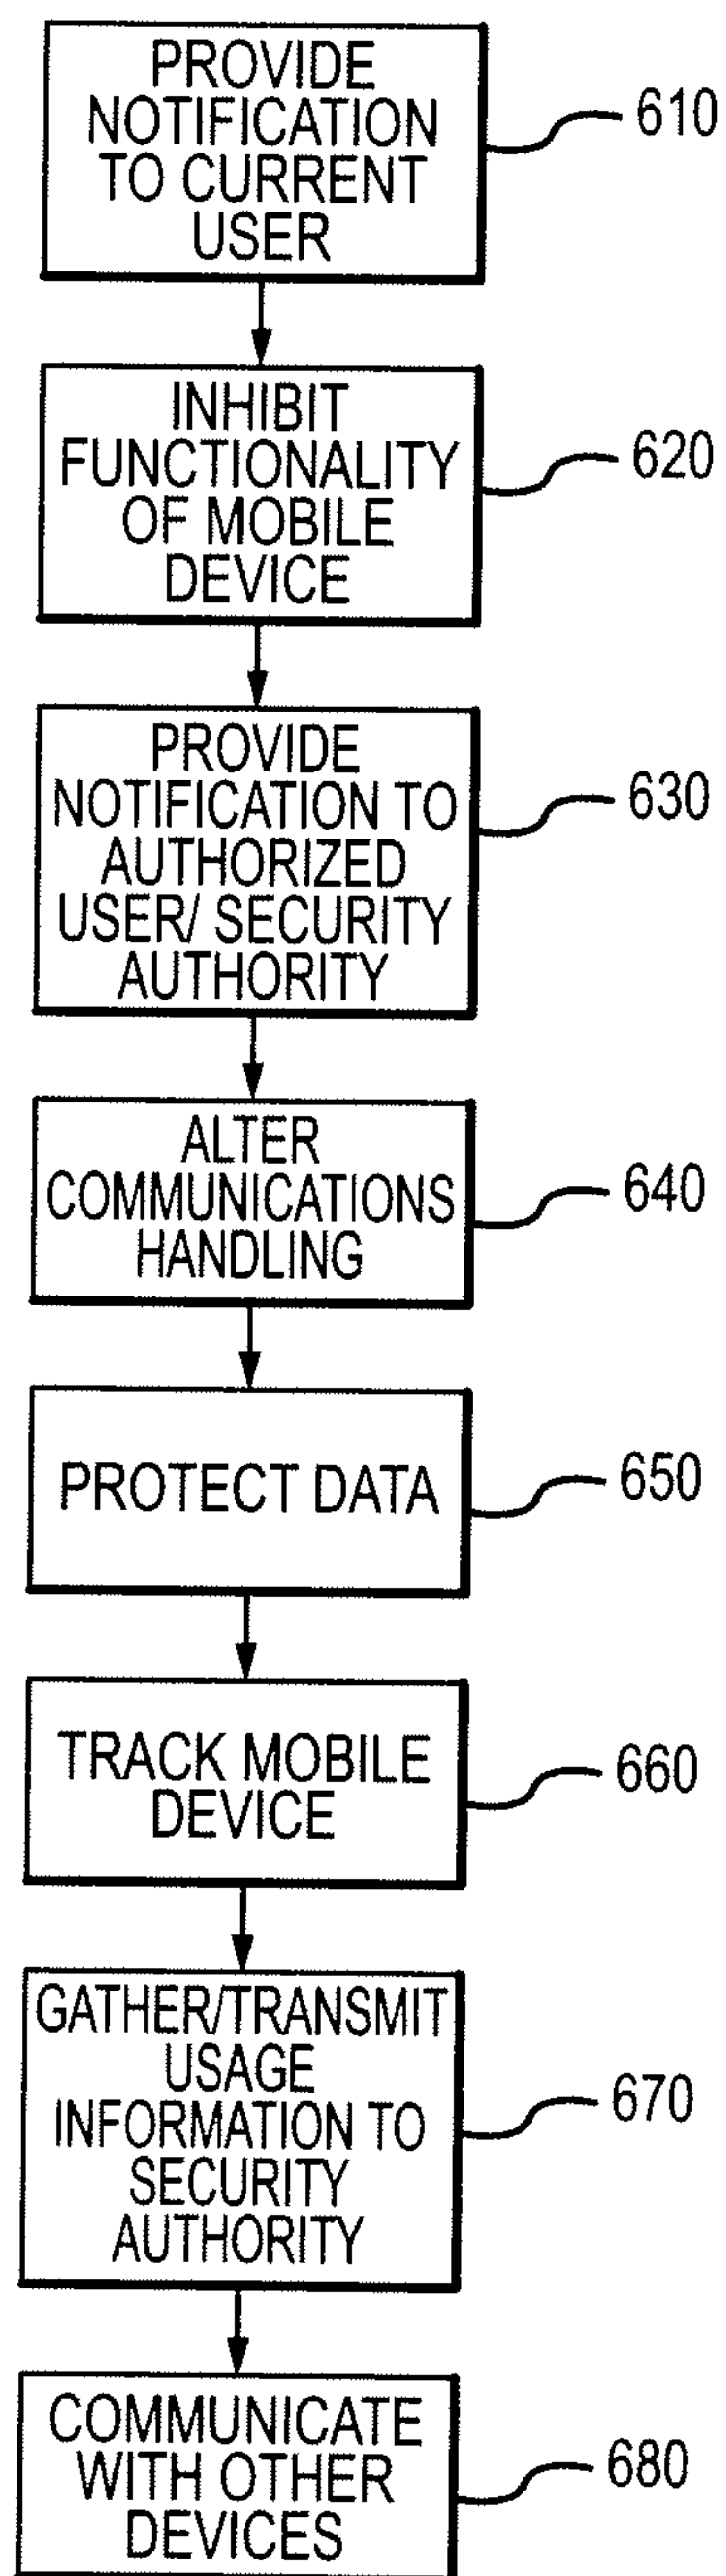 PROVIDE
NOTIFICATION
TO CURRENT
USER
610
INHIBIT
FUNCTIONALITY
OF MOBILE
DEVICE
620
PROVIDE
NOTIFICATION TO
AUTHORIZED
USER/ SECURITY
AUTHORITY
630
ALTER
COMMUNICATIONS
HANDLING
640
PROTECT DATA
650
TRACK MOBILE
DEVICE
660
GATHER/TRANSMIT
USAGE
INFORMATION TO
SECURITY
AUTHORITY
670
COMMUNICATE
WITH OTHER
DEVICES
680